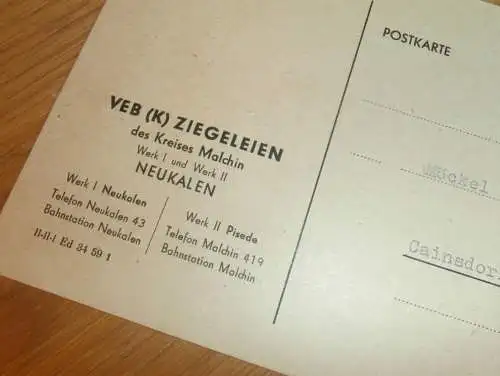 VEB (K) ZIEGELEIEN
des Kreises Malchin
Werk I und Werk II
NEUKALEN
Werk I Neukalen
Telefon Neukalen 43
Bahnstation Neukalen
Werk II Pisede
Telefon Malchin 419
Bahnstation Malchin
II-II-1 Ed 34 59 1
POSTKARTE
Cainsdor